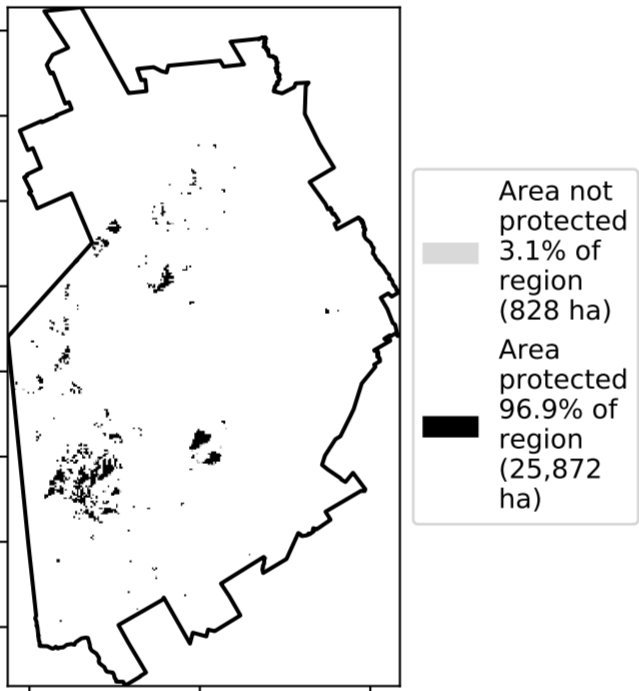 Area not
protected
3.1% of
region
(828 ha)
Area
protected
96.9% of
region
(25,872
ha)